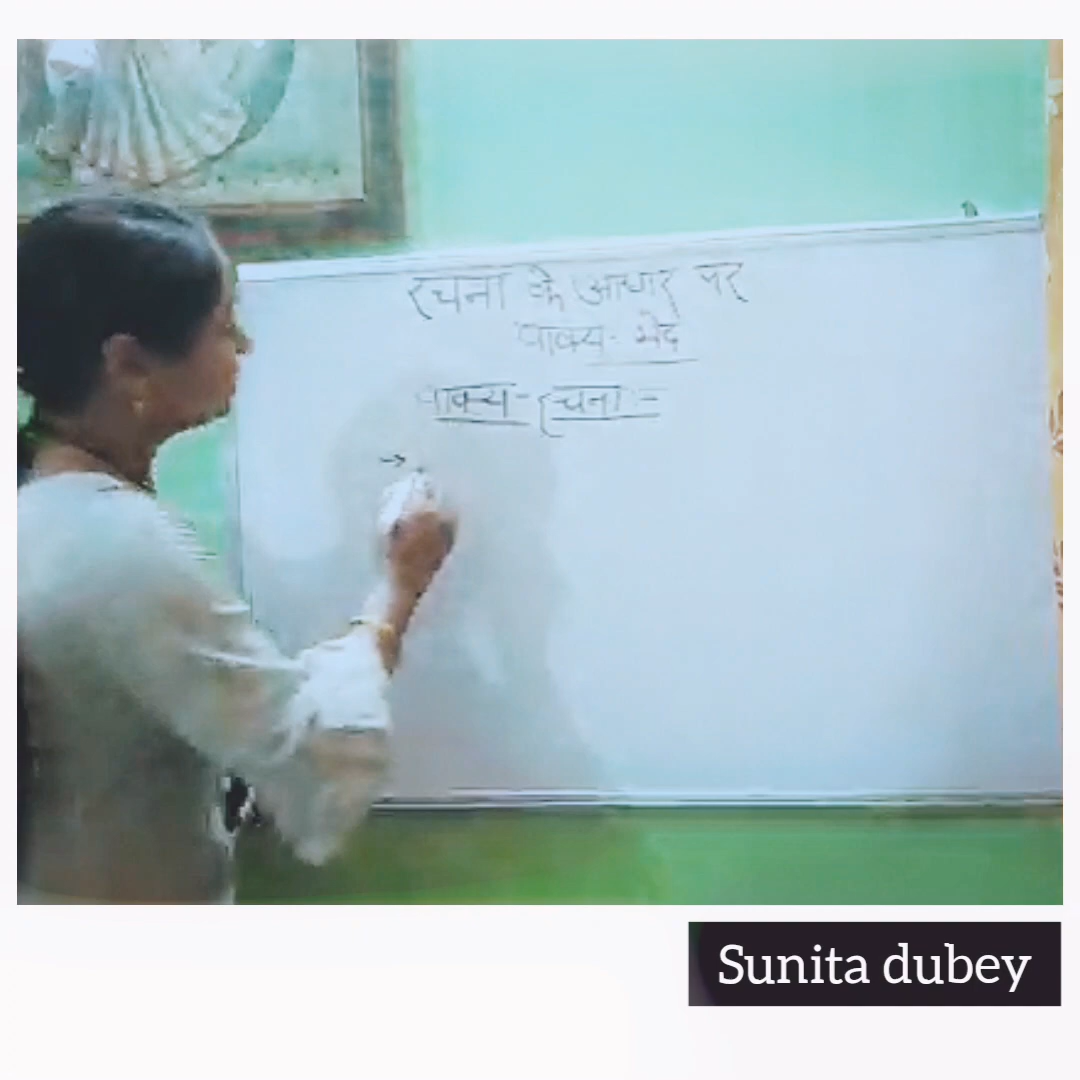 रचना के आधार पर
वाक्य- भेद
वाक्य- रचना :-
→
Sunita dubey